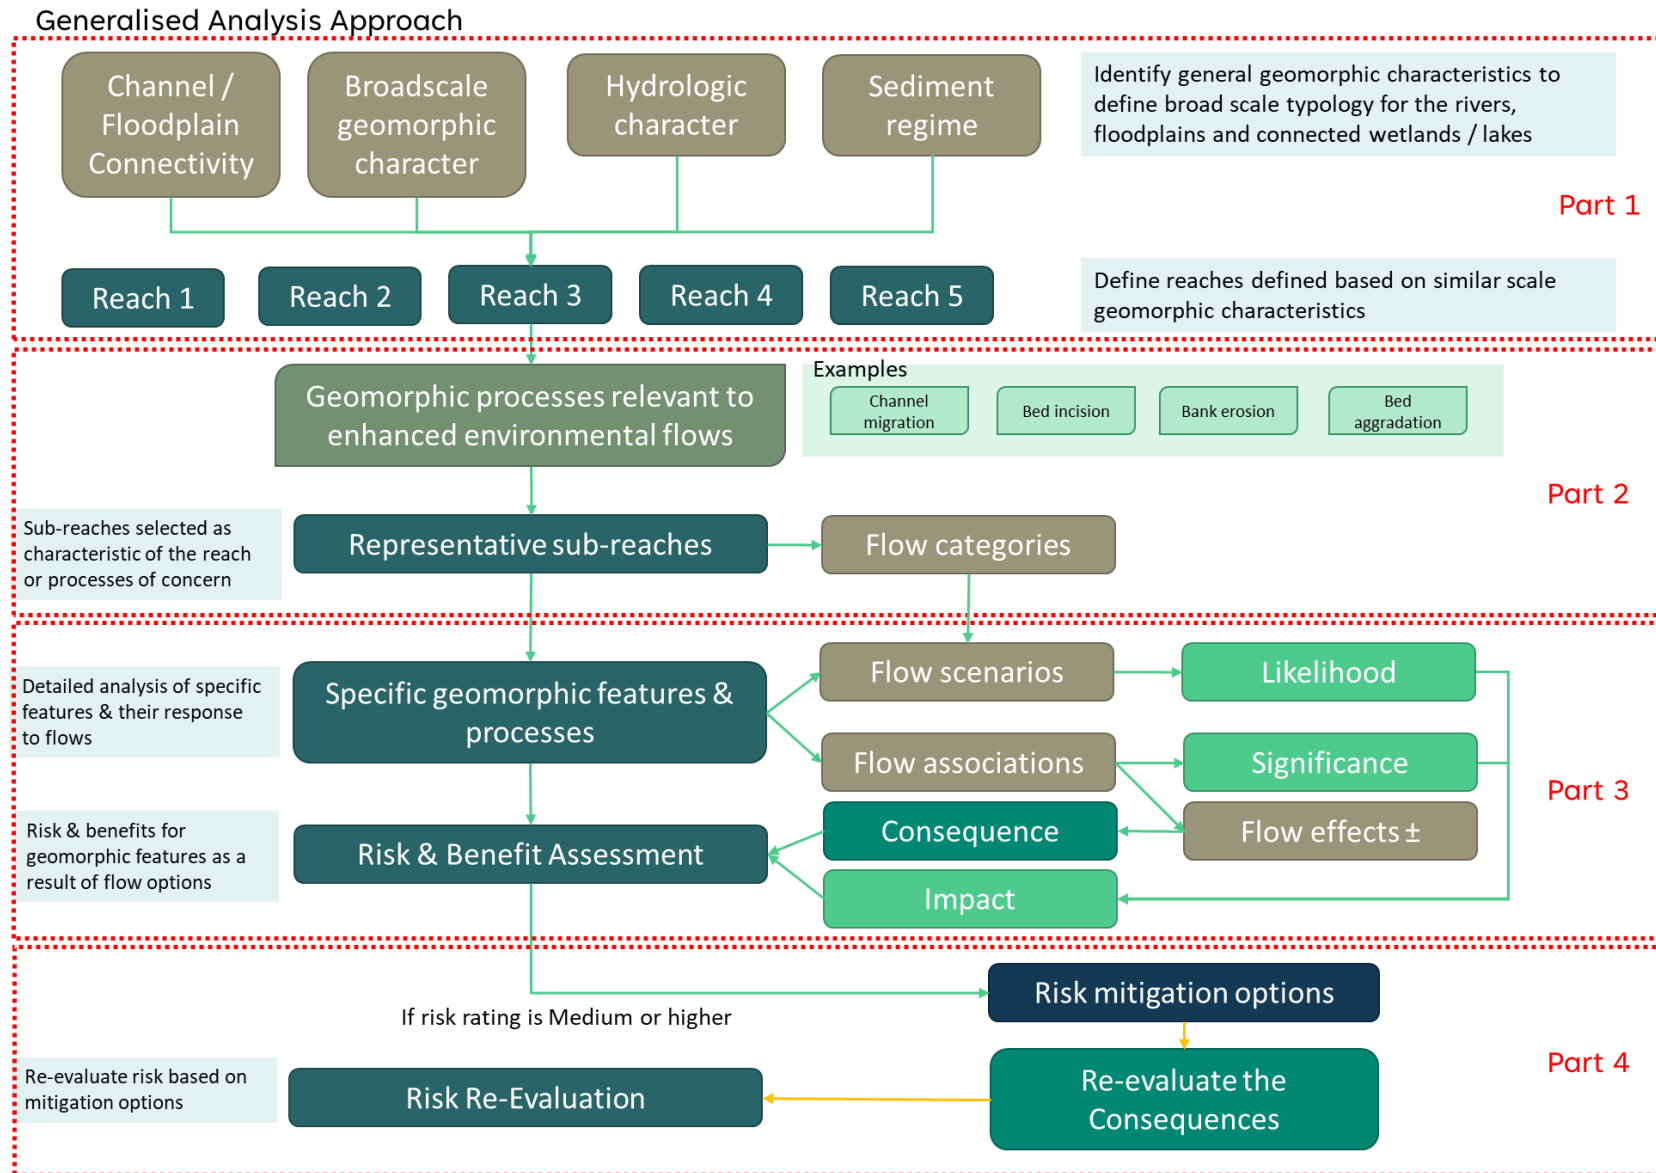 Generalised Analysis Approach
Channel /
Floodplain
Connectivity
Broadscale
geomorphic
character
Hydrologic
character
Sediment
regime
Identify general geomorphic characteristics to
define broad scale typology for the rivers,
floodplains and connected wetlands / lakes
Part 1
Reach 1
Reach 2
Reach 3
Reach 4
Reach 5
Define reaches defined based on similar scale
geomorphic characteristics
Geomorphic processes relevant to
enhanced environmental flows
Examples
Channel
migration
Bed incision
Bank erosion
Bed
aggradation
Part 2
Sub-reaches selected as
characteristic of the reach
or processes of concern
Representative sub-reaches
Flow categories
Detailed analysis of specific
features & their response
to flows
Specific geomorphic features &
processes
Flow scenarios
Likelihood
Flow associations
Significance
Part 3
Risk & benefits for
geomorphic features as a
result of flow options
Risk & Benefit Assessment
Consequence
Flow effects ±
Impact
Risk mitigation options
If risk rating is Medium or higher
Part 4
Re-evaluate risk based on
mitigation options
Risk Re-Evaluation
Re-evaluate the
Consequences